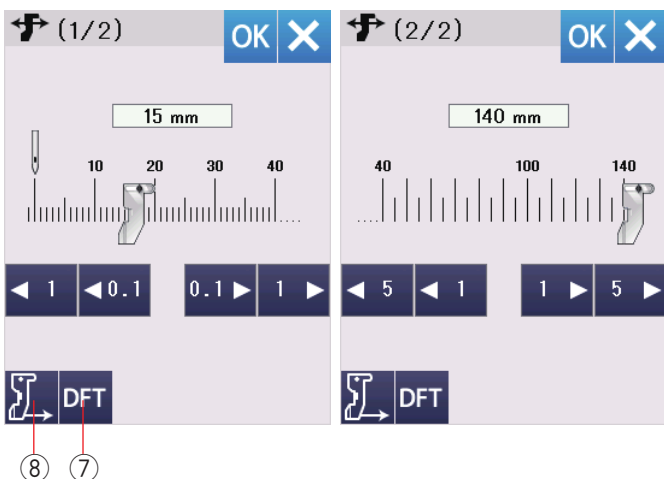 (1/2)
OK
15 mm
10 20 30 40
◀ 1 ◀ 0.1 0.1 ▶ 1 ▶
DFT
⑧ ⑦
(2/2)
OK
140 mm
40 100 140
◀ 5 ◀ 1 1 ▶ 5 ▶
DFT